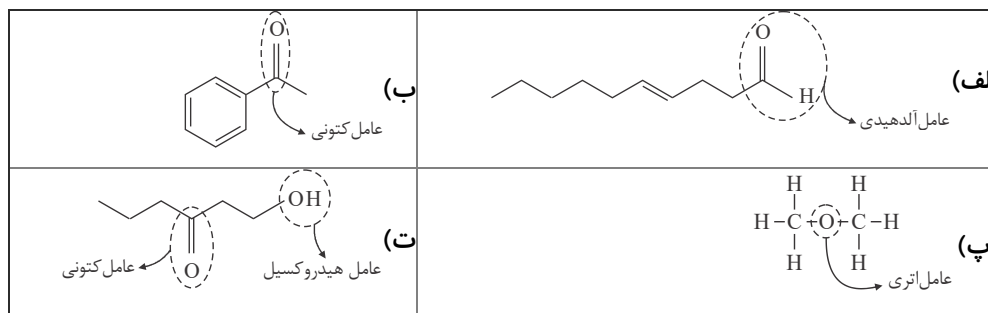 الف)
O
H
عامل آلدهیدی
ب)
O
عامل کتونی
پ)
H H
H–C–O–C–H
H H
عامل اتری
ت)
OH
O
عامل هیدروکسیل
عامل کتونی